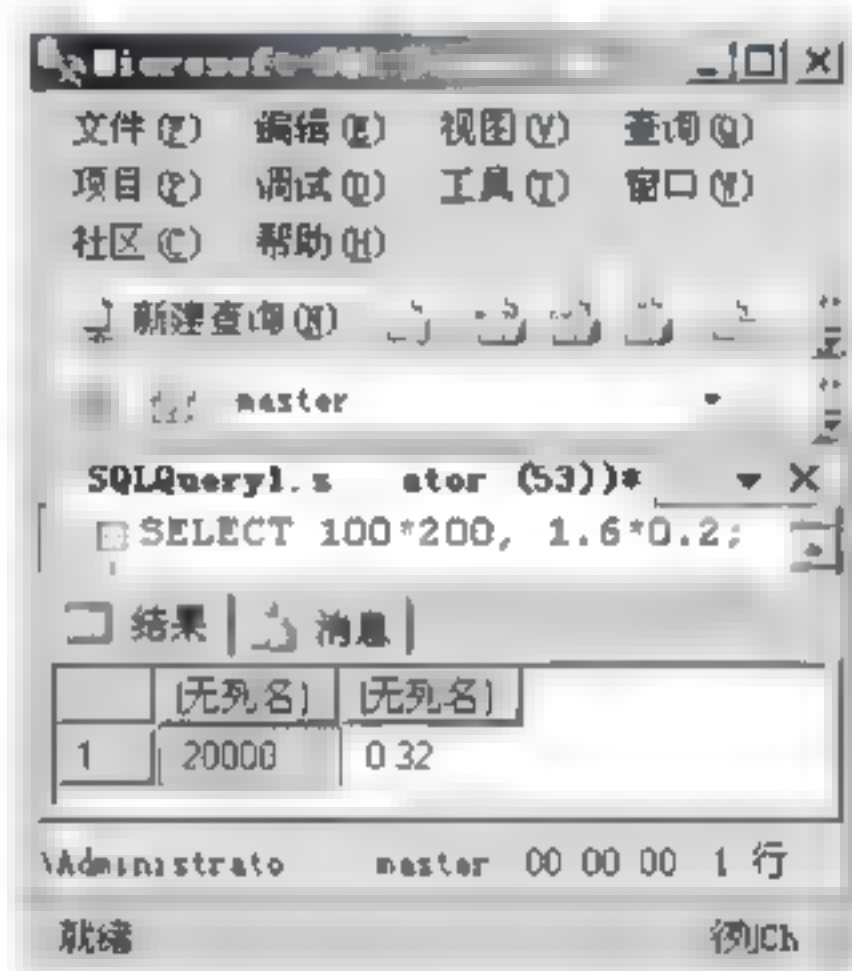 文件(F) 编辑(E) 视图(V) 查询(Q)
项目(P) 调试(D) 工具(T) 窗口(W)
社区(C) 帮助(H)
新建查询(N)
master
SQLQuery1.s ator (53))*
SELECT 100*200, 1.6*0.2;
结果 消息
(无列名) (无列名)
1 20000 0.32
\Administrato master 00 00 00 1 行
就绪 Ch